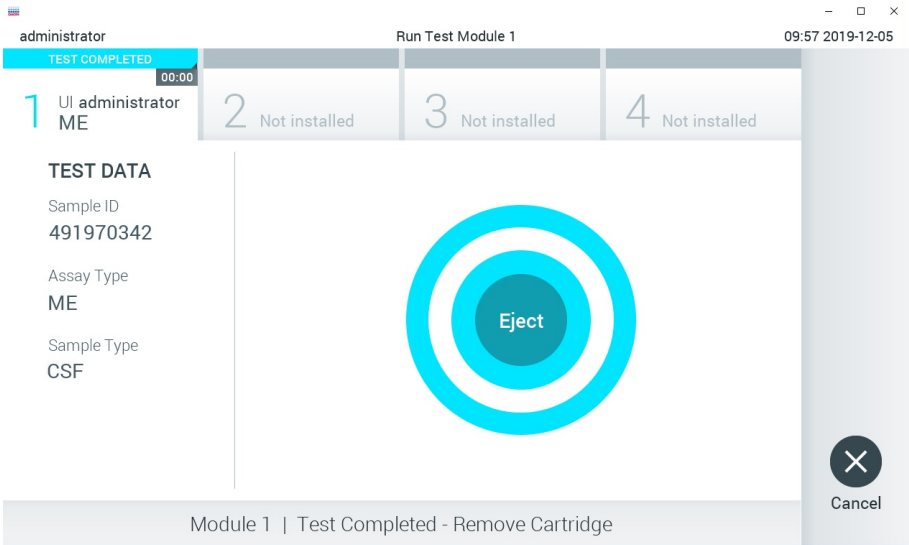 administrator Run Test Module 1 09:57 2019-12-05
TEST COMPLETED
00:00
1 UI administrator
ME
2 Not installed
3 Not installed
4 Not installed
TEST DATA
Sample ID
491970342
Assay Type
ME
Sample Type
CSF
Eject
Cancel
Module 1 | Test Completed - Remove Cartridge